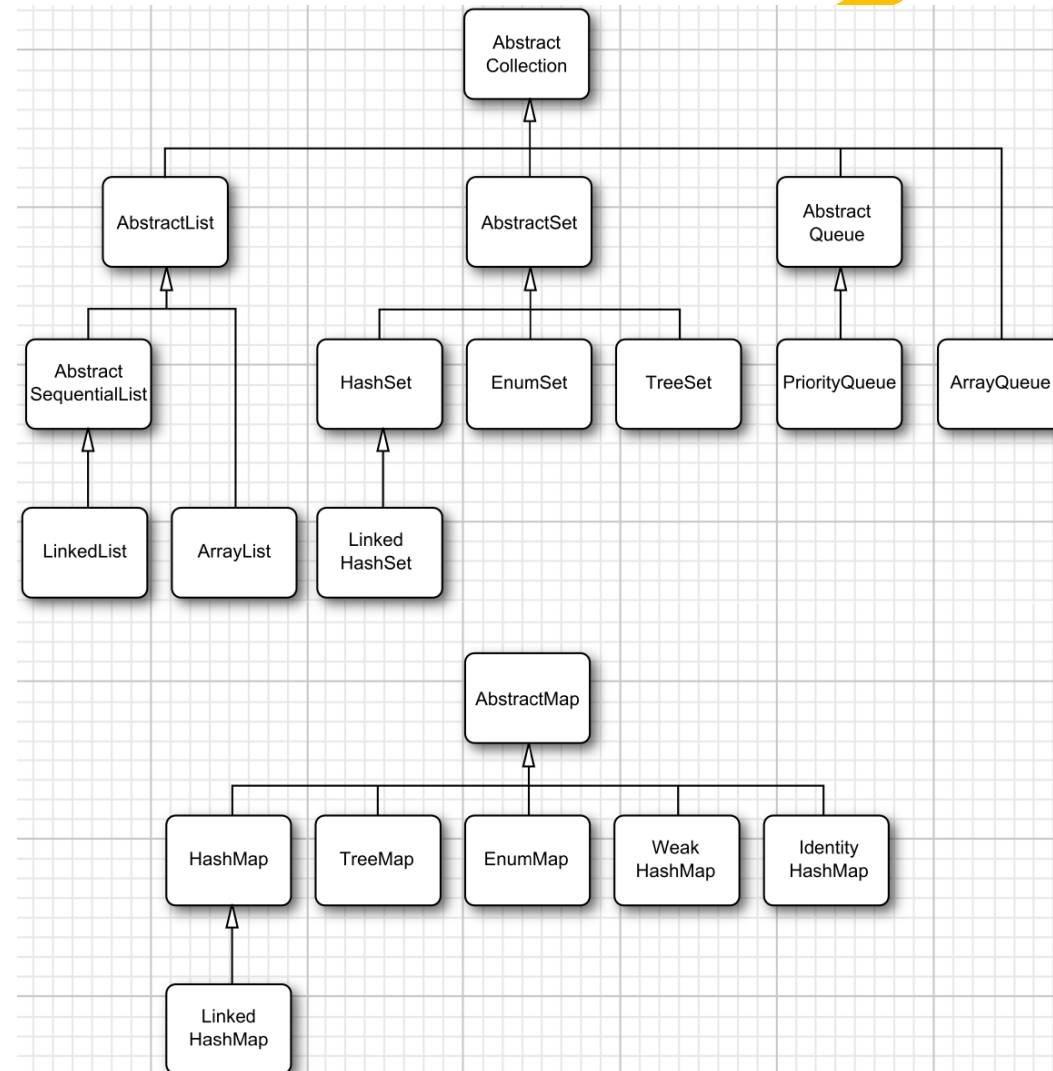 Abstract
Collection
AbstractList
AbstractSet
Abstract
Queue
Abstract
SequentialList
HashSet
EnumSet
TreeSet
PriorityQueue
ArrayQueue
LinkedList
ArrayList
Linked
HashSet
AbstractMap
HashMap
TreeMap
EnumMap
Weak
HashMap
Identity
HashMap
Linked
HashMap